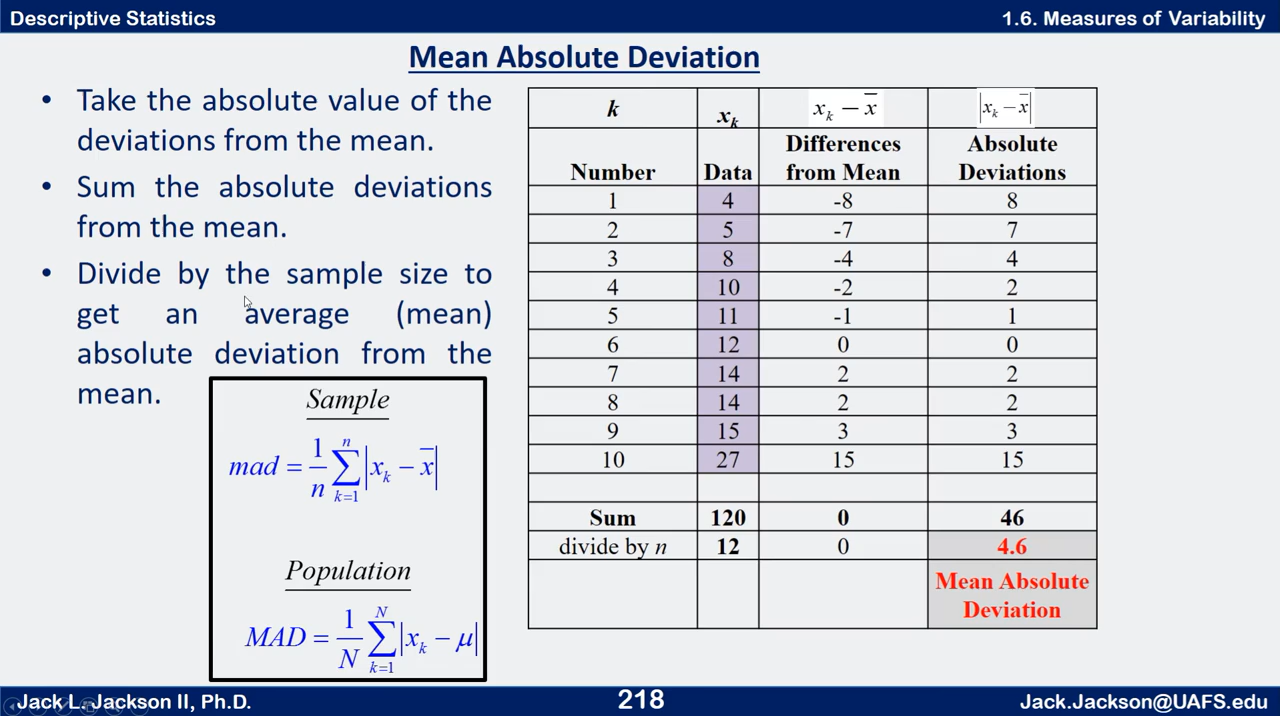 Descriptive Statistics
1.6. Measures of Variability
Mean Absolute Deviation
• Take the absolute value of the
deviations from the mean.
• Sum the absolute deviations
from the mean.
• Divide by the sample size to
get an average (mean)
absolute deviation from the
mean.
Sample
mad = 1/n ∑_{k=1}^{n} |x_k − x̅|
Population
MAD = 1/N ∑_{k=1}^{N} |x_k − μ|
k x_k x_k − x̅ |x_k − x̅|
Number Data Differences from Mean Absolute Deviations
1 4 -8 8
2 5 -7 7
3 8 -4 4
4 10 -2 2
5 11 -1 1
6 12 0 0
7 14 2 2
8 14 2 2
9 15 3 3
10 27 15 15
Sum 120 0 46
divide by n 12 0 4.6
Mean Absolute
Deviation
Jack L. Jackson II, Ph.D.
218
Jack.Jackson@UAFS.edu